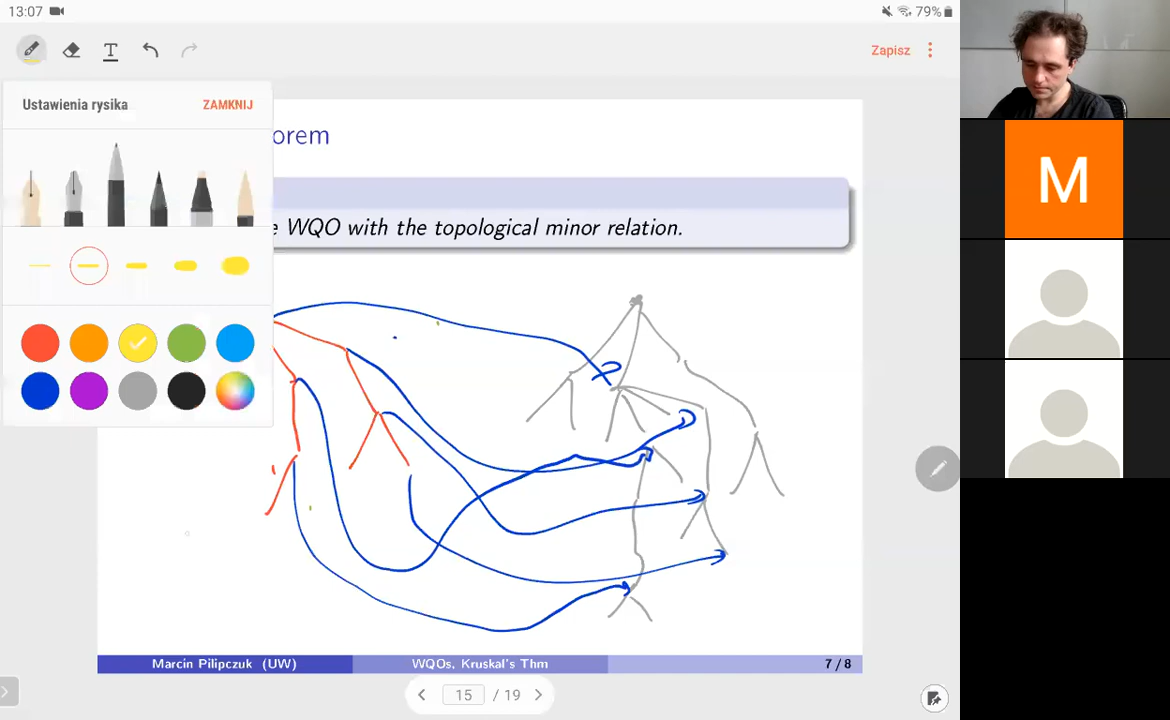 13:07 79%
Zapisz
Ustawienia rysika ZAMKNIJ
orem
e WQO with the topological minor relation.
M
Marcin Pilipczuk (UW) WQOs, Kruskal's Thm 7 / 8
15 / 19